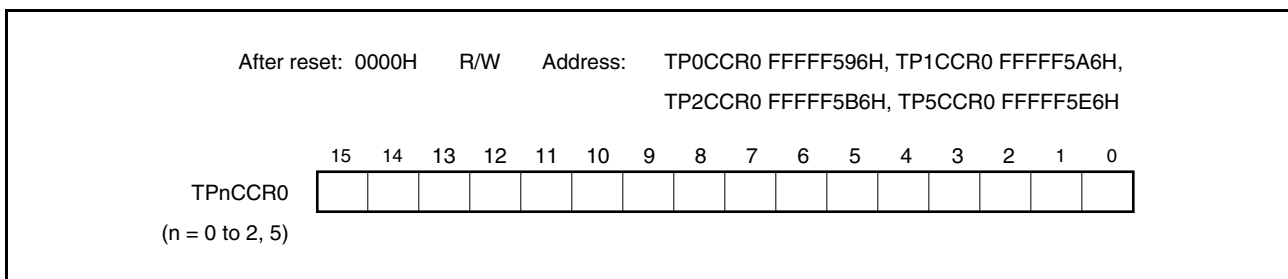 After reset: 0000H R/W Address: TP0CCR0 FFFFF596H, TP1CCR0 FFFFF5A6H,
TP2CCR0 FFFFF5B6H, TP5CCR0 FFFFF5E6H
15 14 13 12 11 10 9 8 7 6 5 4 3 2 1 0
TPnCCR0
(n = 0 to 2, 5)